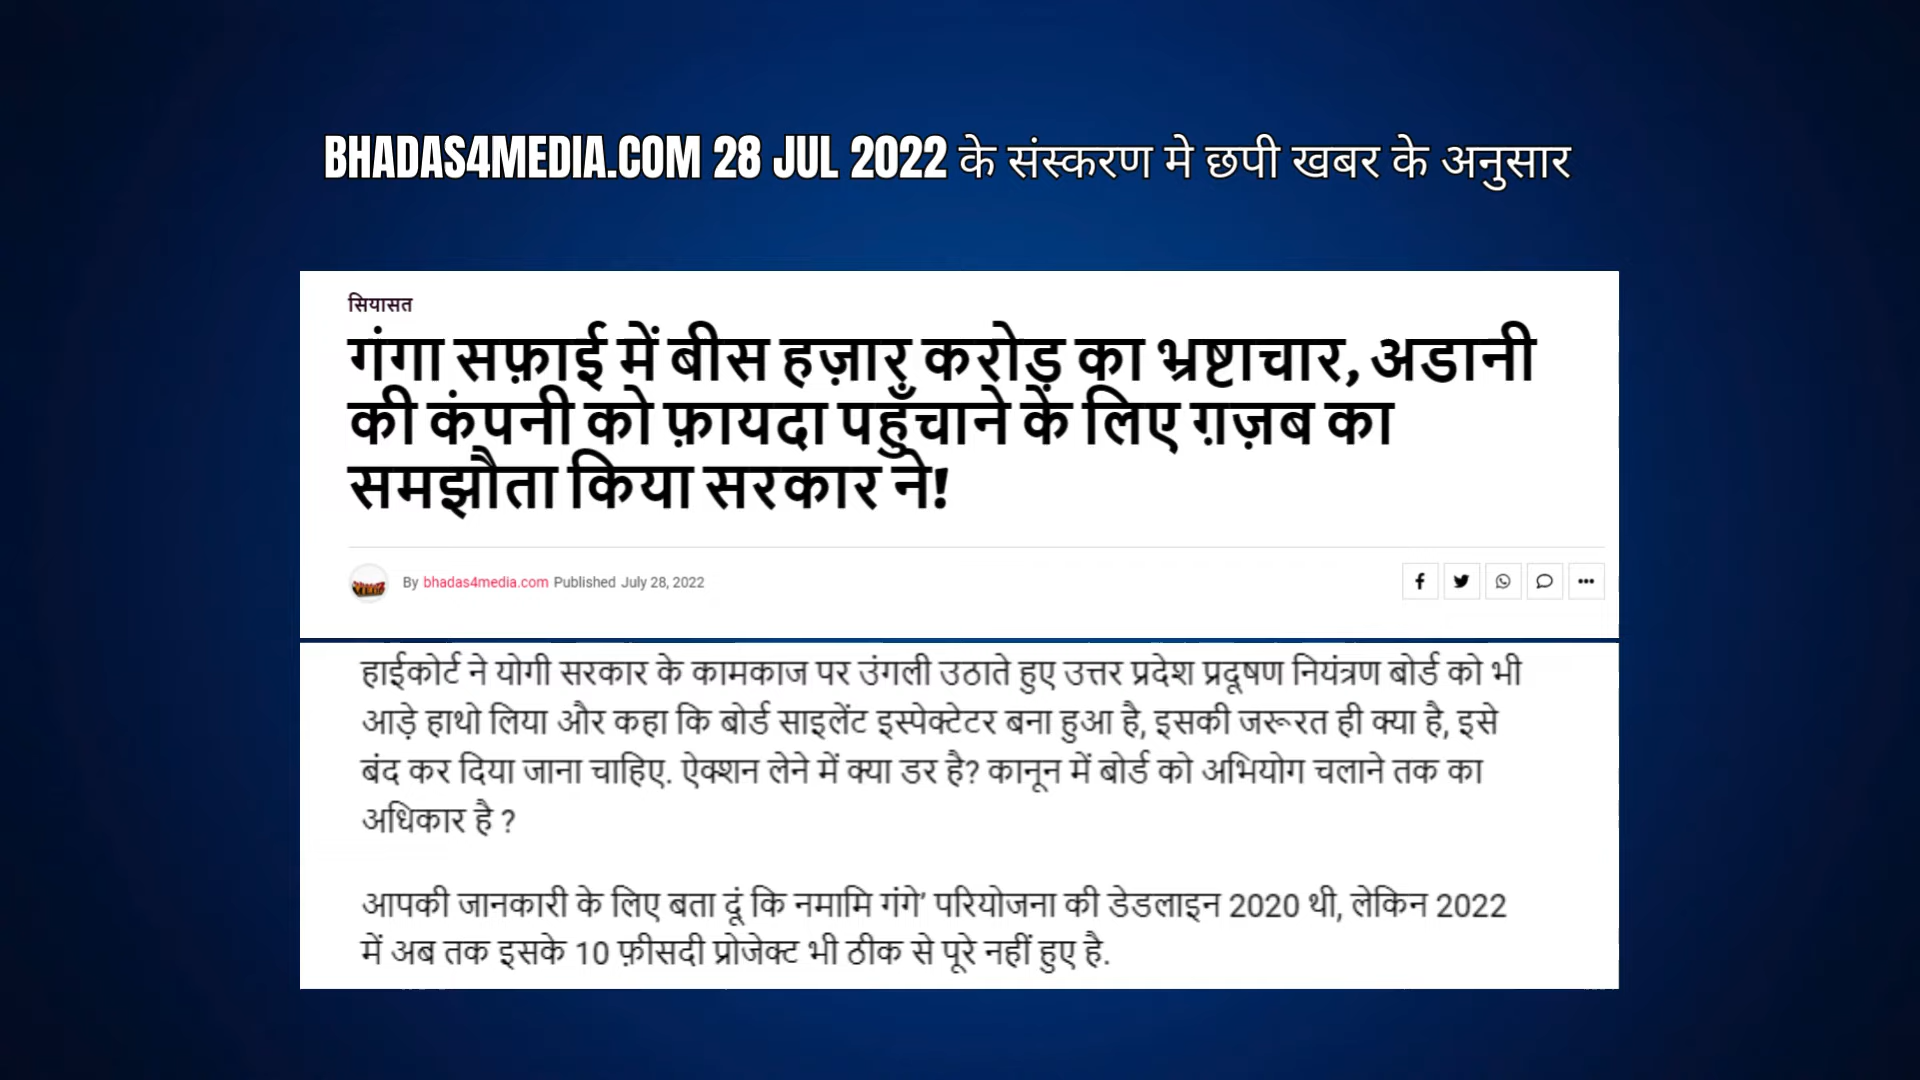 BHADAS4MEDIA.COM 28 JUL 2022 के संस्करण मे छपी खबर के अनुसार
सियासत
गंगा सफ़ाई में बीस हज़ार करोड़ का भ्रष्टाचार, अडानी
की कंपनी को फ़ायदा पहुँचाने के लिए ग़ज़ब का
समझौता किया सरकार ने!
By bhadas4media.com Published July 28, 2022
हाईकोर्ट ने योगी सरकार के कामकाज पर उंगली उठाते हुए उत्तर प्रदेश प्रदूषण नियंत्रण बोर्ड को भी
आड़े हाथो लिया और कहा कि बोर्ड साइलेंट इस्पेक्टेटर बना हुआ है, इसकी जरूरत ही क्या है, इसे
बंद कर दिया जाना चाहिए. ऐक्शन लेने में क्या डर है? कानून में बोर्ड को अभियोग चलाने तक का
अधिकार है ?
आपकी जानकारी के लिए बता दूं कि नमामि गंगे’ परियोजना की डेडलाइन 2020 थी, लेकिन 2022
में अब तक इसके 10 फ़ीसदी प्रोजेक्ट भी ठीक से पूरे नहीं हुए है.